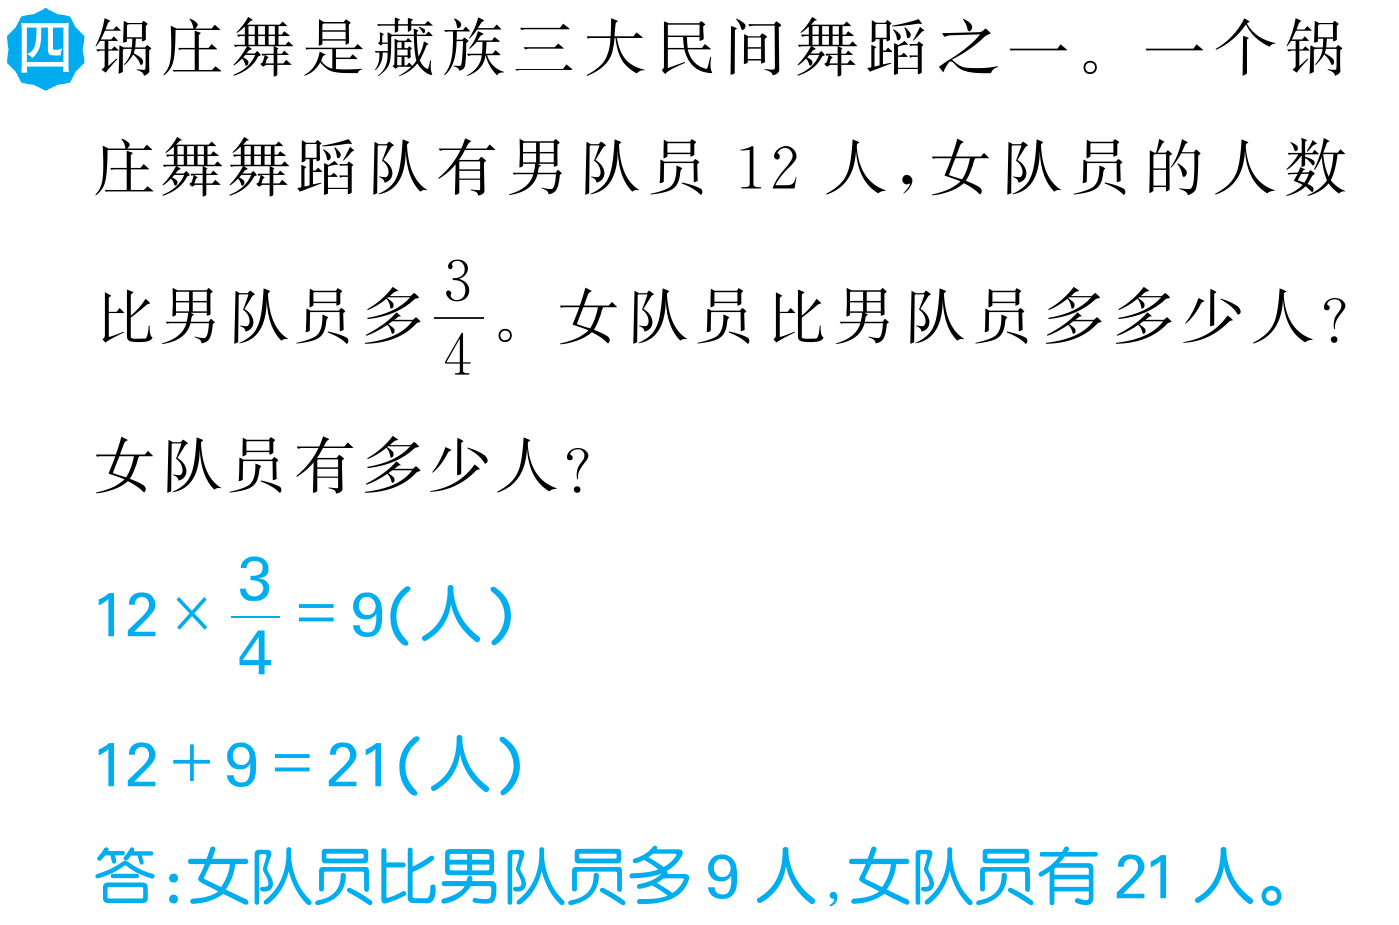 四 锅庄舞是藏族三大民间舞蹈之一。一个锅
庄舞舞蹈队有男队员 12 人,女队员的人数
比男队员多3/4。女队员比男队员多多少人?
女队员有多少人?
12×3/4=9(人)
12+9=21(人)
答:女队员比男队员多 9 人,女队员有 21 人。